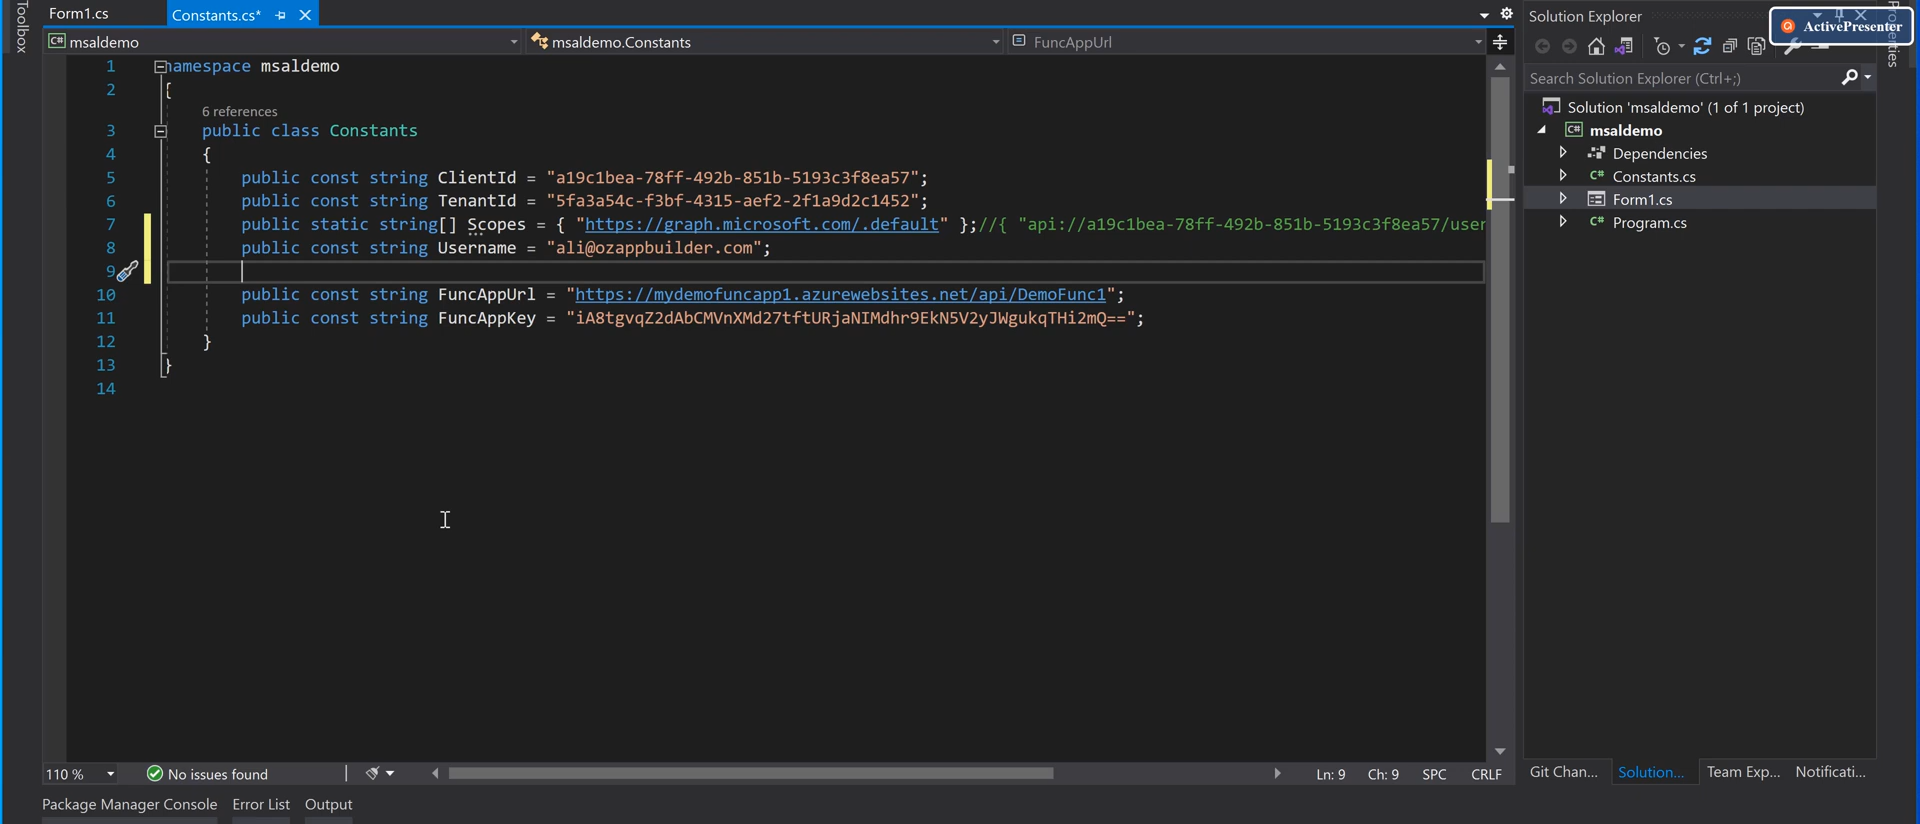 Toolbox
Form1.cs
Constants.cs*
msaldemo
msaldemo.Constants
FuncAppUrl
1 namespace msaldemo
2 {
6 references
3 public class Constants
4 {
5 public const string ClientId = "a19c1bea-78ff-492b-851b-5193c3f8ea57";
6 public const string TenantId = "5fa3a54c-f3bf-4315-aef2-2f1a9d2c1452";
7 public static string[] Scopes = { "https://graph.microsoft.com/.default" };//{ "api://a19c1bea-78ff-492b-851b-5193c3f8ea57/user
8 public const string Username = "ali@ozappbuilder.com";
9
10 public const string FuncAppUrl = "https://mydemofuncapp1.azurewebsites.net/api/DemoFunc1";
11 public const string FuncAppKey = "iA8tgvqZ2dAbCMVnXMd27tftURjaNIMdhr9EkN5V2yJWgukqTHi2mQ==";
12 }
13 }
14
110 %
No issues found
Ln: 9
Ch: 9
SPC
CRLF
Package Manager Console
Error List
Output
Solution Explorer
ActivePresenter
Search Solution Explorer (Ctrl+;)
Solution 'msaldemo' (1 of 1 project)
C# msaldemo
Dependencies
C# Constants.cs
Form1.cs
C# Program.cs
Git Chan...
Solution...
Team Exp...
Notificati...
Properties